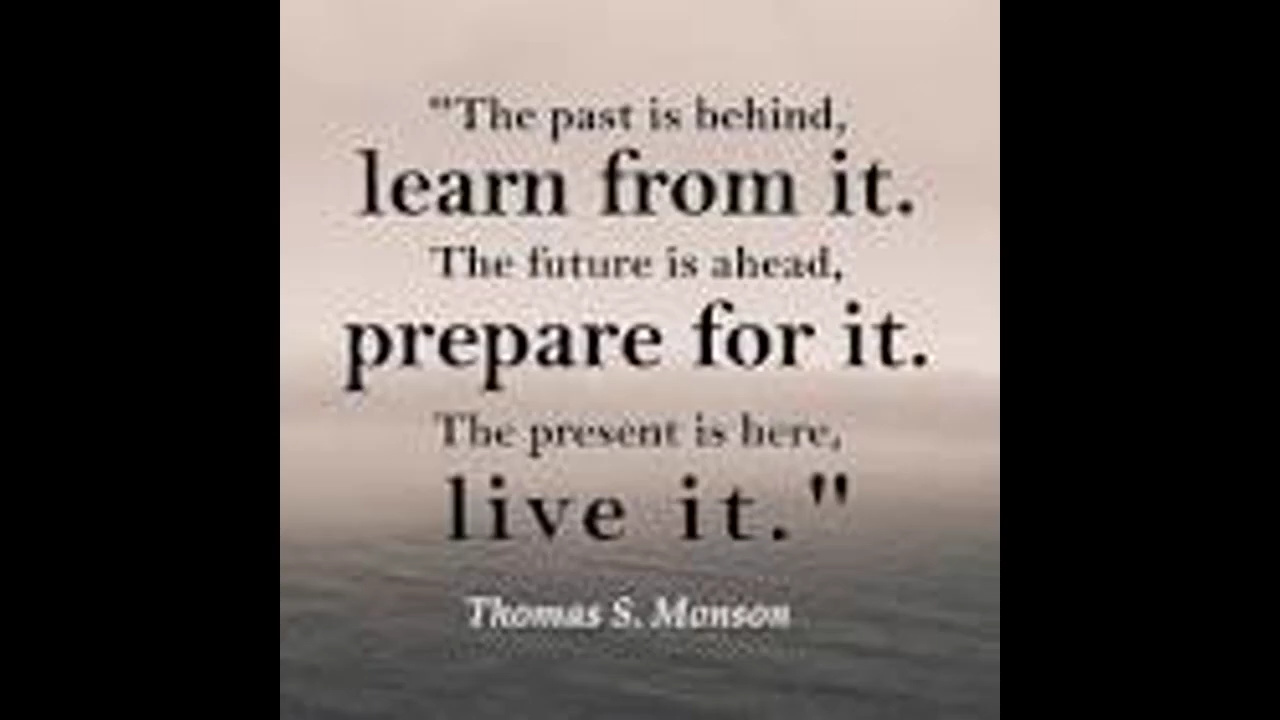 "The past is behind,
learn from it.
The future is ahead,
prepare for it.
The present is here,
live it."
Thomas S. Monson